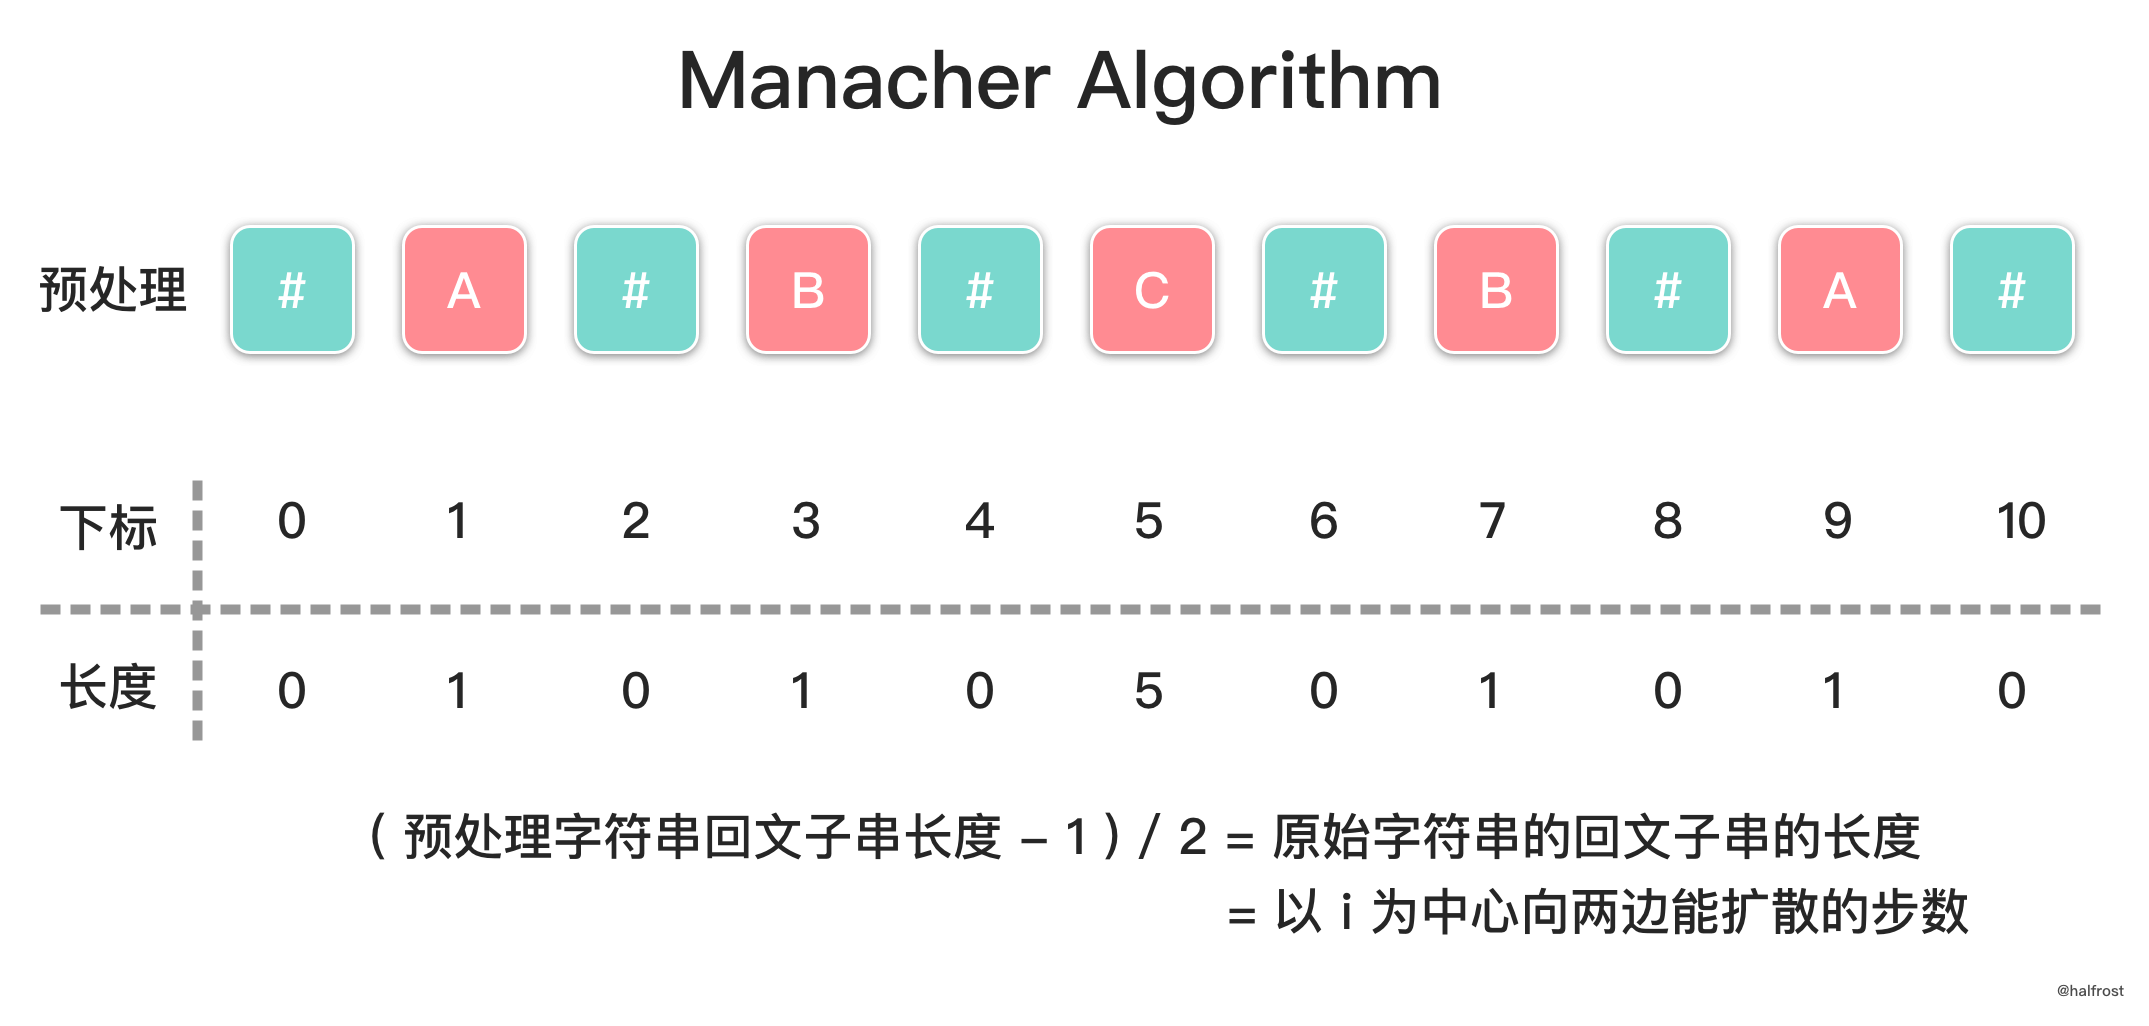 Manacher Algorithm
预处理 # A # B # C # B # A #
下标 0 1 2 3 4 5 6 7 8 9 10
长度 0 1 0 1 0 5 0 1 0 1 0
( 预处理字符串回文子串长度 – 1 ) / 2 = 原始字符串的回文子串的长度
= 以 i 为中心向两边能扩散的步数
@halfrost